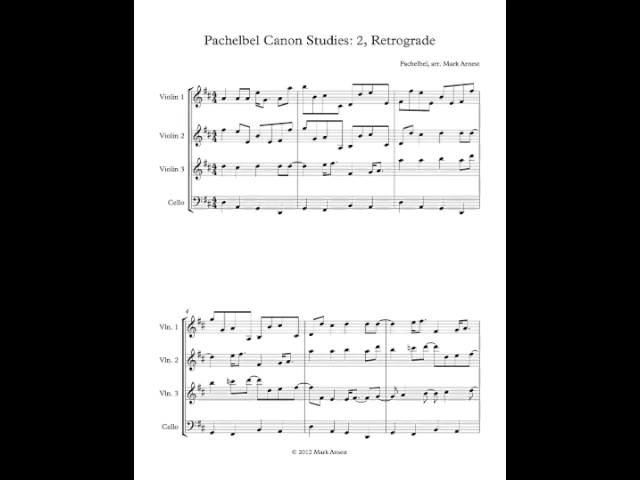 Pachelbel Canon Studies: 2, Retrograde
Pachelbel, arr. Mark Arnest
Violin 1
Violin 2
Violin 3
Cello
4
Vln. 1
Vln. 2
Vln. 3
Cello
© 2012 Mark Arnest